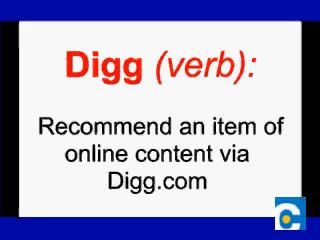 Digg (verb):
Recommend an item of
online content via
Digg.com